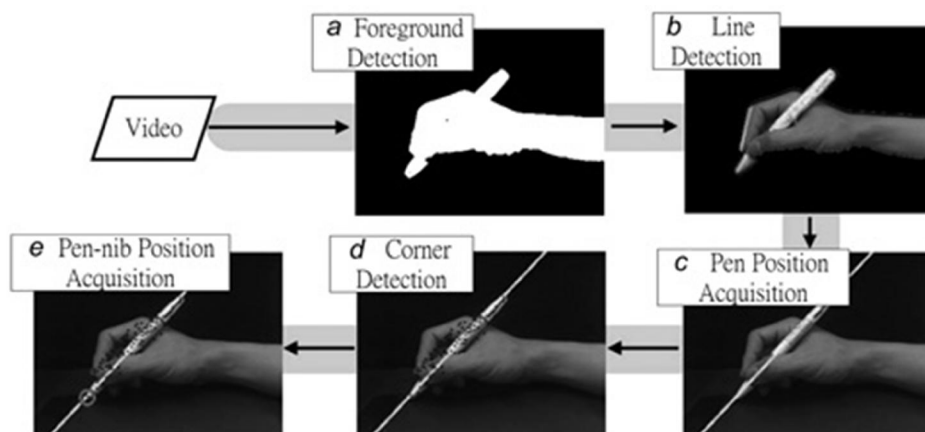 a Foreground
Detection
b Line
Detection
Video
e Pen-nib Position
Acquisition
d Corner
Detection
c Pen Position
Acquisition